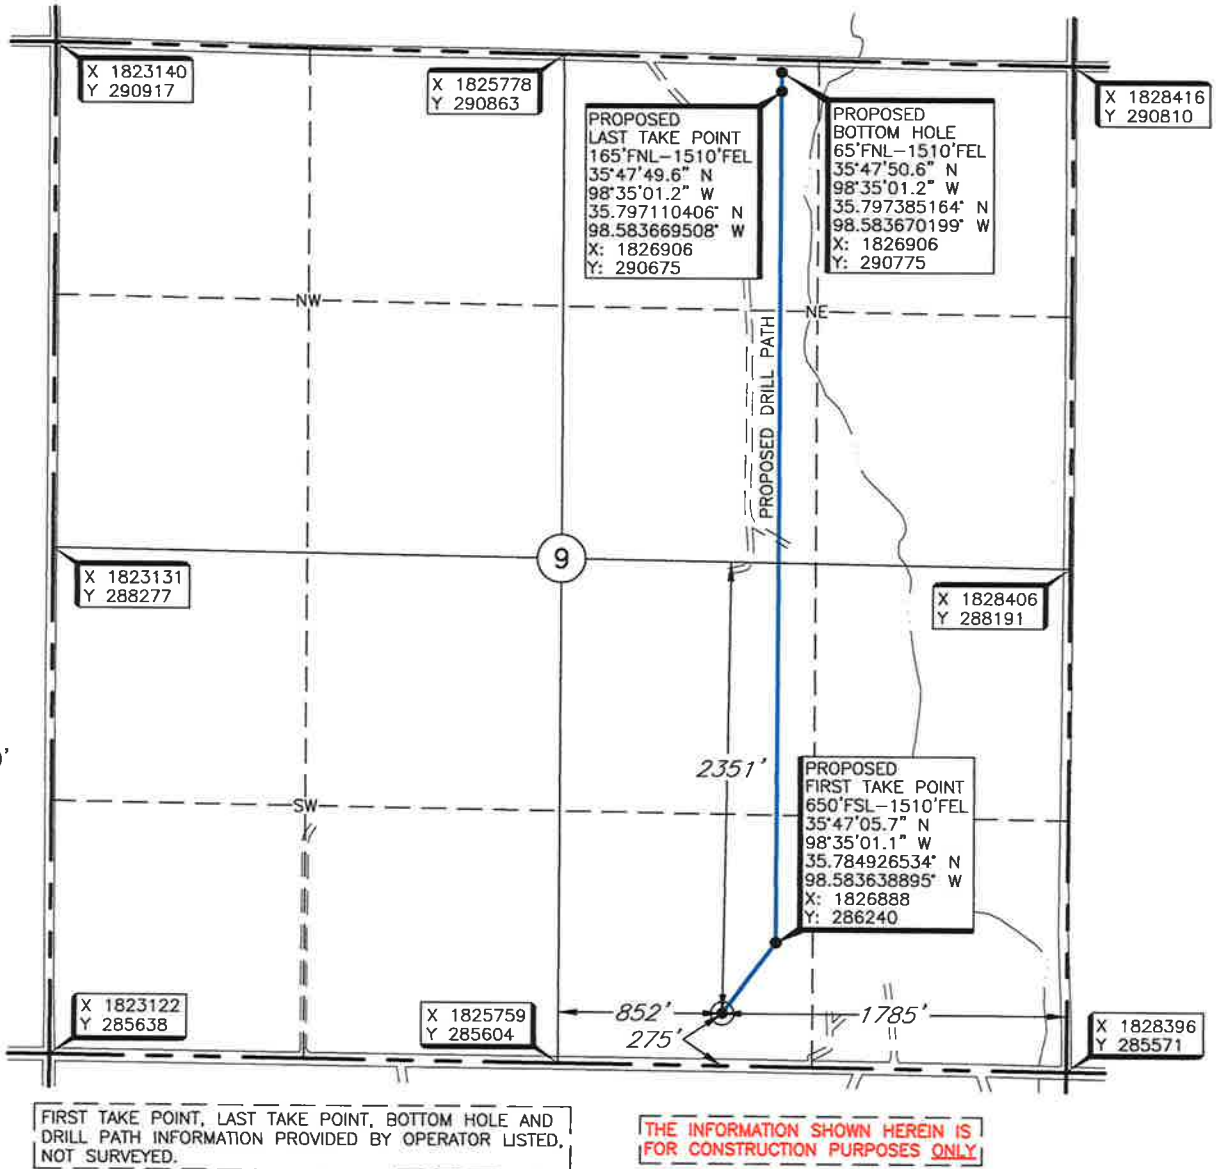 X 1823140
Y 290917
X 1825778
Y 290863
X 1828416
Y 290810
PROPOSED
LAST TAKE POINT
165'FNL-1510'FEL
35°47'49.6" N
98°35'01.2" W
35.797110406° N
98.583669508° W
X: 1826906
Y: 290675
PROPOSED
BOTTOM HOLE
65'FNL-1510'FEL
35°47'50.6" N
98°35'01.2" W
35.797385164° N
98.583670199° W
X: 1826906
Y: 290775
NW
NE
PROPOSED DRILL PATH
9
X 1823131
Y 288277
X 1828406
Y 288191
2351'
PROPOSED
FIRST TAKE POINT
650'FSL-1510'FEL
35°47'05.7" N
98°35'01.1" W
35.784926534° N
98.583638895° W
X: 1826888
Y: 286240
SW
X 1823122
Y 285638
X 1825759
Y 285604
852'
1785'
275'
X 1828396
Y 285571
FIRST TAKE POINT, LAST TAKE POINT, BOTTOM HOLE AND
DRILL PATH INFORMATION PROVIDED BY OPERATOR LISTED,
NOT SURVEYED.
THE INFORMATION SHOWN HEREIN IS
FOR CONSTRUCTION PURPOSES ONLY